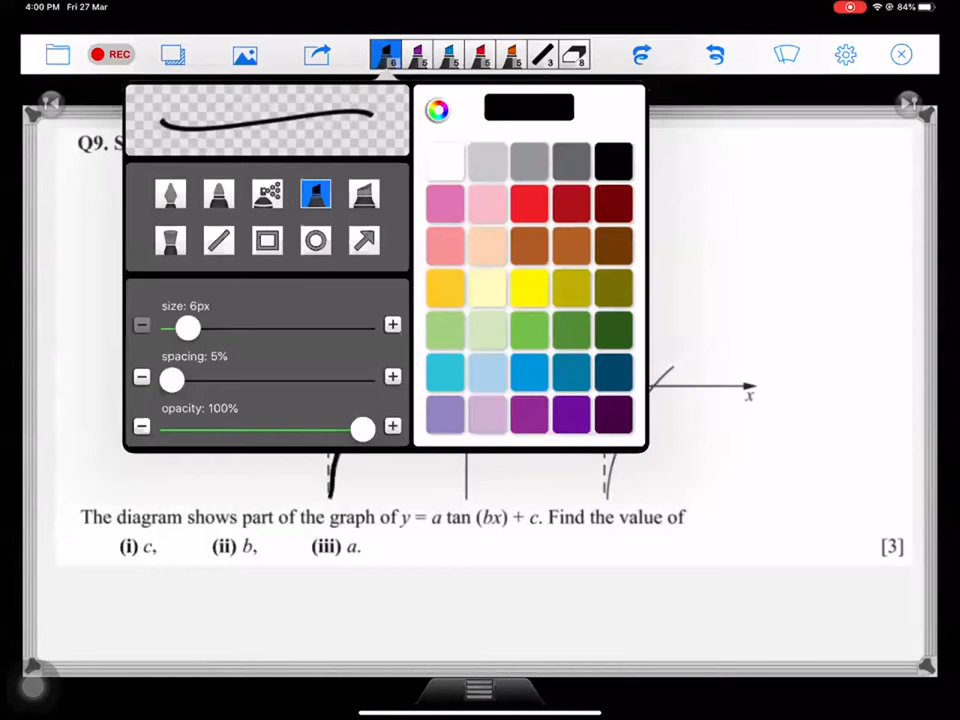 4:00 PM Fri 27 Mar
84%
REC
6 5 5 5 5 3 8
Q9. S
size: 6px
spacing: 5%
opacity: 100%
x
The diagram shows part of the graph of y = a tan (bx) + c. Find the value of
(i) c, (ii) b, (iii) a. [3]